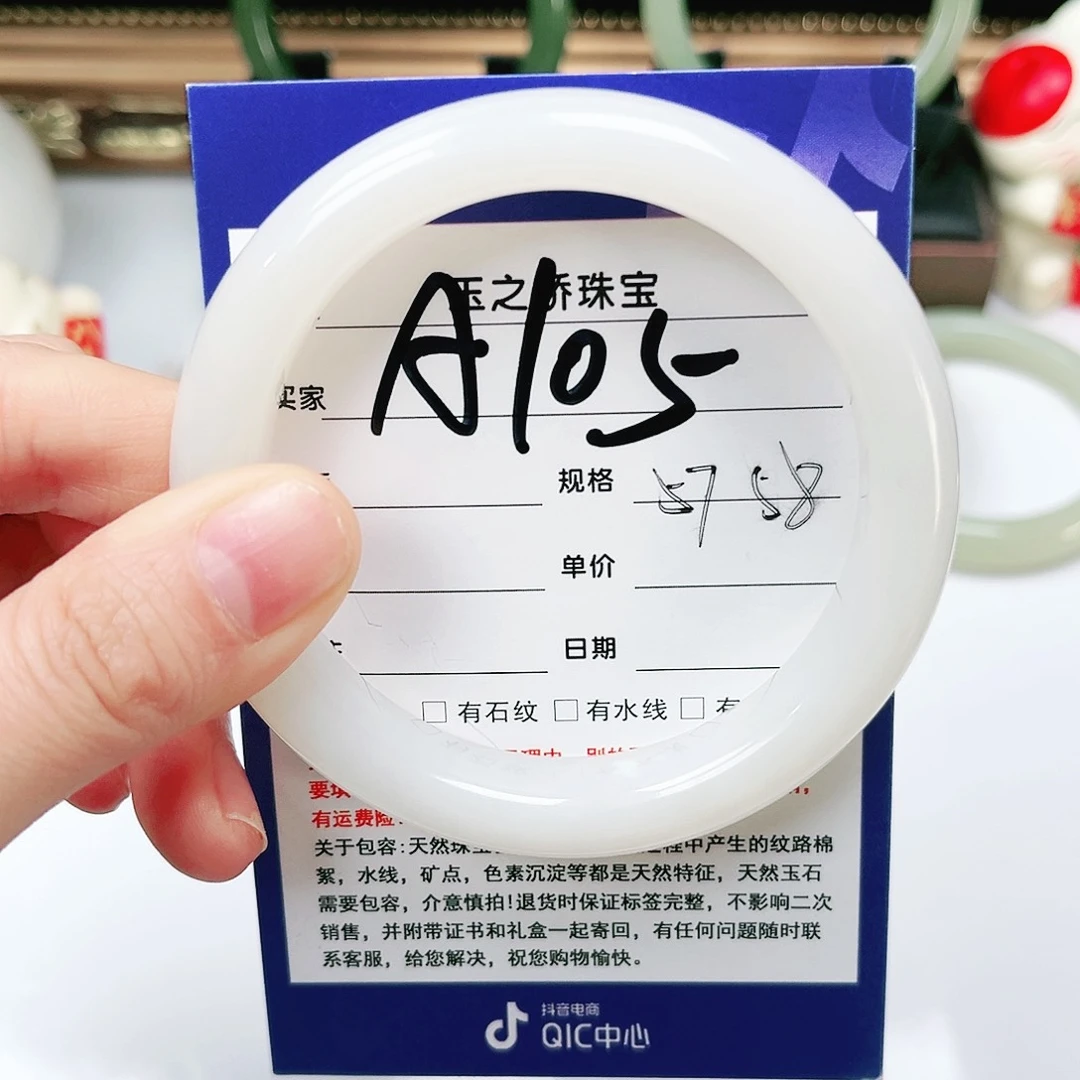 玉之骄珠宝
A105
买家
规格 57 58
单价
日期
□ 有石纹 □ 有水线 □ 有
有运费险
关于包容:天然珠宝 程中产生的纹路棉
絮，水线，矿点，色素沉淀等都是天然特征，天然玉石
需要包容，介意慎拍!退货时保证标签完整，不影响二次
销售，并附带证书和礼盒一起寄回，有任何问题随时联
系客服，给您解决，祝您购物愉快。
抖音电商
QIC中心